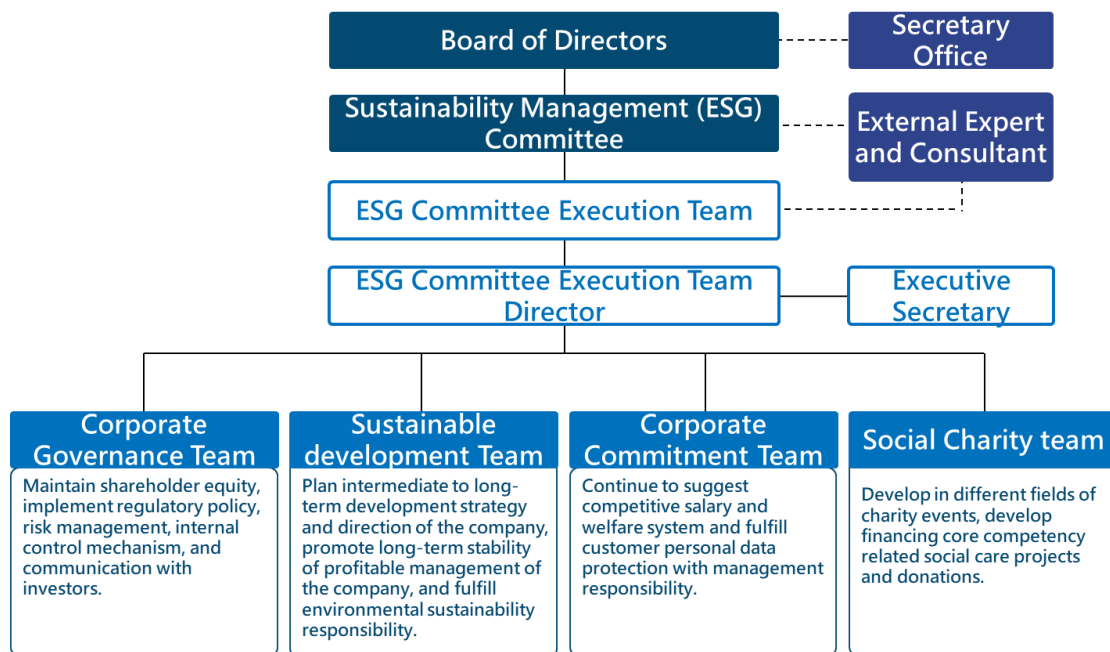 Board of Directors
Secretary
Office
Sustainability Management (ESG)
Committee
External Expert
and Consultant
ESG Committee Execution Team
ESG Committee Execution Team
Director
Executive
Secretary
Corporate
Governance Team
Maintain shareholder equity,
implement regulatory policy,
risk management, internal
control mechanism, and
communication with
investors.
Sustainable
development Team
Plan intermediate to long-
term development strategy
and direction of the company,
promote long-term stability
of profitable management of
the company, and fulfill
environmental sustainability
responsibility.
Corporate
Commitment Team
Continue to suggest
competitive salary and
welfare system and fulfill
customer personal data
protection with management
responsibility.
Social Charity team
Develop in different fields of
charity events, develop
financing core competency
related social care projects
and donations.